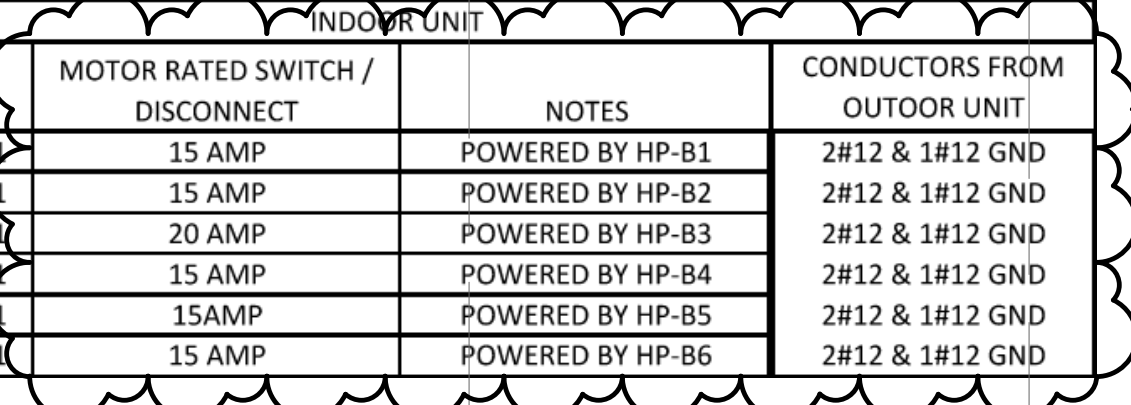 INDOOR UNIT
MOTOR RATED SWITCH /
DISCONNECT
NOTES
CONDUCTORS FROM
OUTOOR UNIT
15 AMP POWERED BY HP-B1 2#12 & 1#12 GND
15 AMP POWERED BY HP-B2 2#12 & 1#12 GND
20 AMP POWERED BY HP-B3 2#12 & 1#12 GND
15 AMP POWERED BY HP-B4 2#12 & 1#12 GND
15AMP POWERED BY HP-B5 2#12 & 1#12 GND
15 AMP POWERED BY HP-B6 2#12 & 1#12 GND